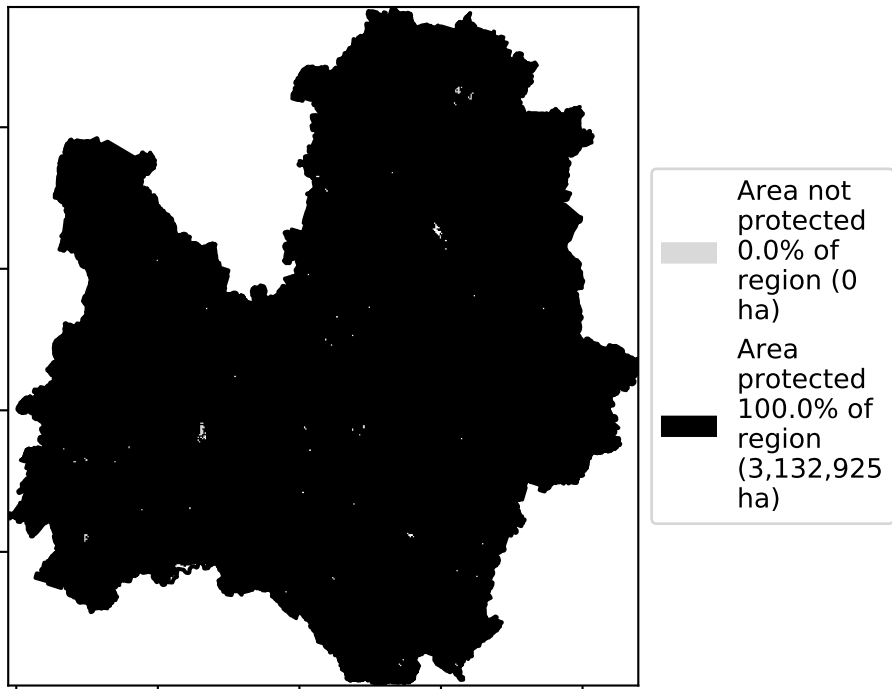 Area not
protected
0.0% of
region (0
ha)
Area
protected
100.0% of
region
(3,132,925
ha)